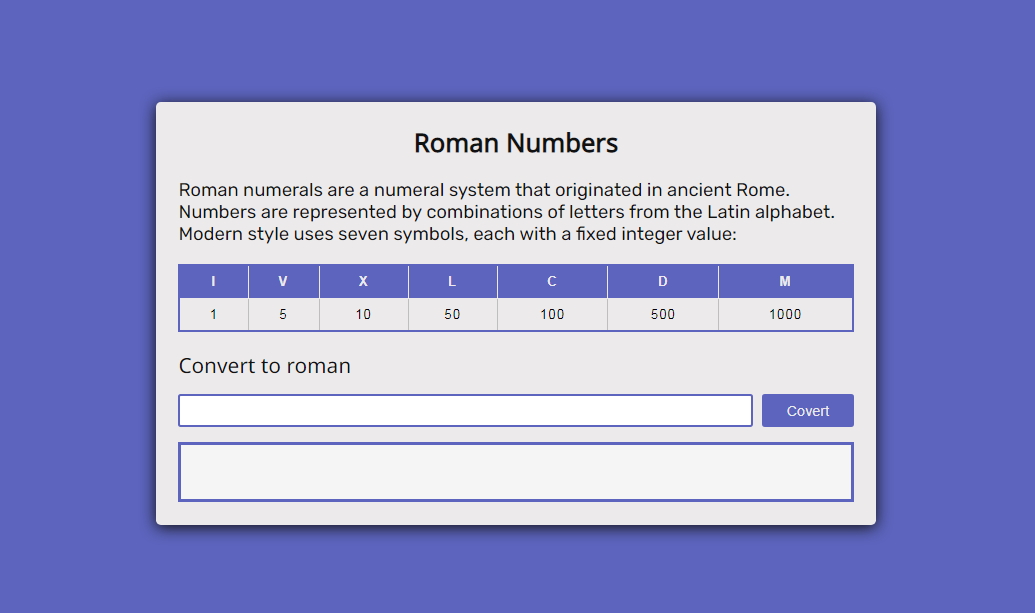 Roman Numbers
Roman numerals are a numeral system that originated in ancient Rome.
Numbers are represented by combinations of letters from the Latin alphabet.
Modern style uses seven symbols, each with a fixed integer value:
I V X L C D M
1 5 10 50 100 500 1000
Convert to roman
Covert